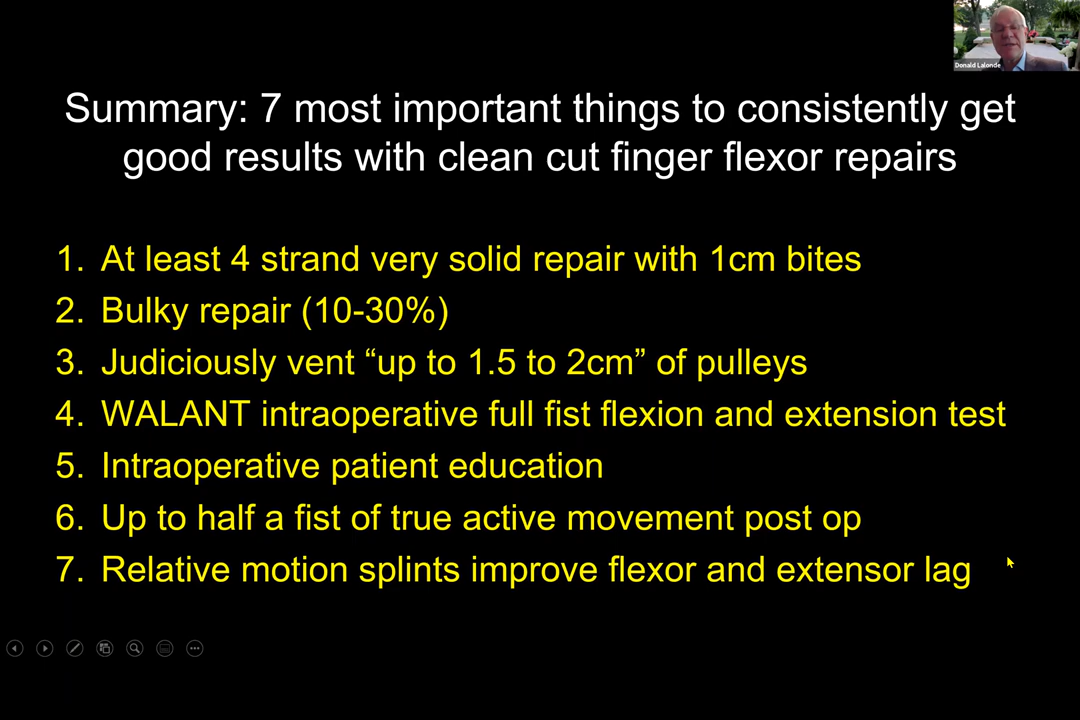 Donald Lalonde
Summary: 7 most important things to consistently get
good results with clean cut finger flexor repairs
1. At least 4 strand very solid repair with 1cm bites
2. Bulky repair (10-30%)
3. Judiciously vent “up to 1.5 to 2cm” of pulleys
4. WALANT intraoperative full fist flexion and extension test
5. Intraoperative patient education
6. Up to half a fist of true active movement post op
7. Relative motion splints improve flexor and extensor lag